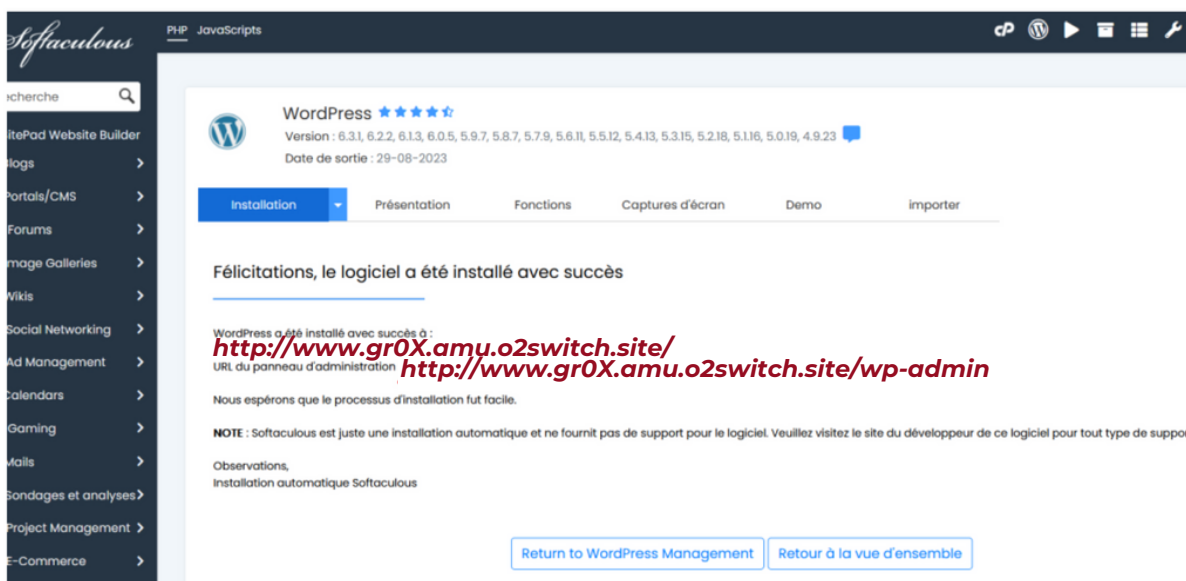 Softaculous
PHP JavaScripts
echerche
itePad Website Builder
logs
Portals/CMS
Forums
mage Galleries
Wikis
Social Networking
Ad Management
Calendars
Gaming
Mails
Sondages et analyses
Project Management
E-Commerce
WordPress
Version : 6.3.1, 6.2.2, 6.1.3, 6.0.5, 5.9.7, 5.8.7, 5.7.9, 5.6.11, 5.5.12, 5.4.13, 5.3.15, 5.2.18, 5.1.16, 5.0.19, 4.9.23
Date de sortie : 29-08-2023
Installation Présentation Fonctions Captures d'écran Demo importer
Félicitations, le logiciel a été installé avec succès
WordPress a été installé avec succès à :
http://www.gr0X.amu.o2switch.site/
URL du panneau d'administration http://www.gr0X.amu.o2switch.site/wp-admin
Nous espérons que le processus d'installation fut facile.
NOTE : Softaculous est juste une installation automatique et ne fournit pas de support pour le logiciel. Veuillez visitez le site du développeur de ce logiciel pour tout type de suppor
Observations,
Installation automatique Softaculous
Return to WordPress Management Retour à la vue d'ensemble